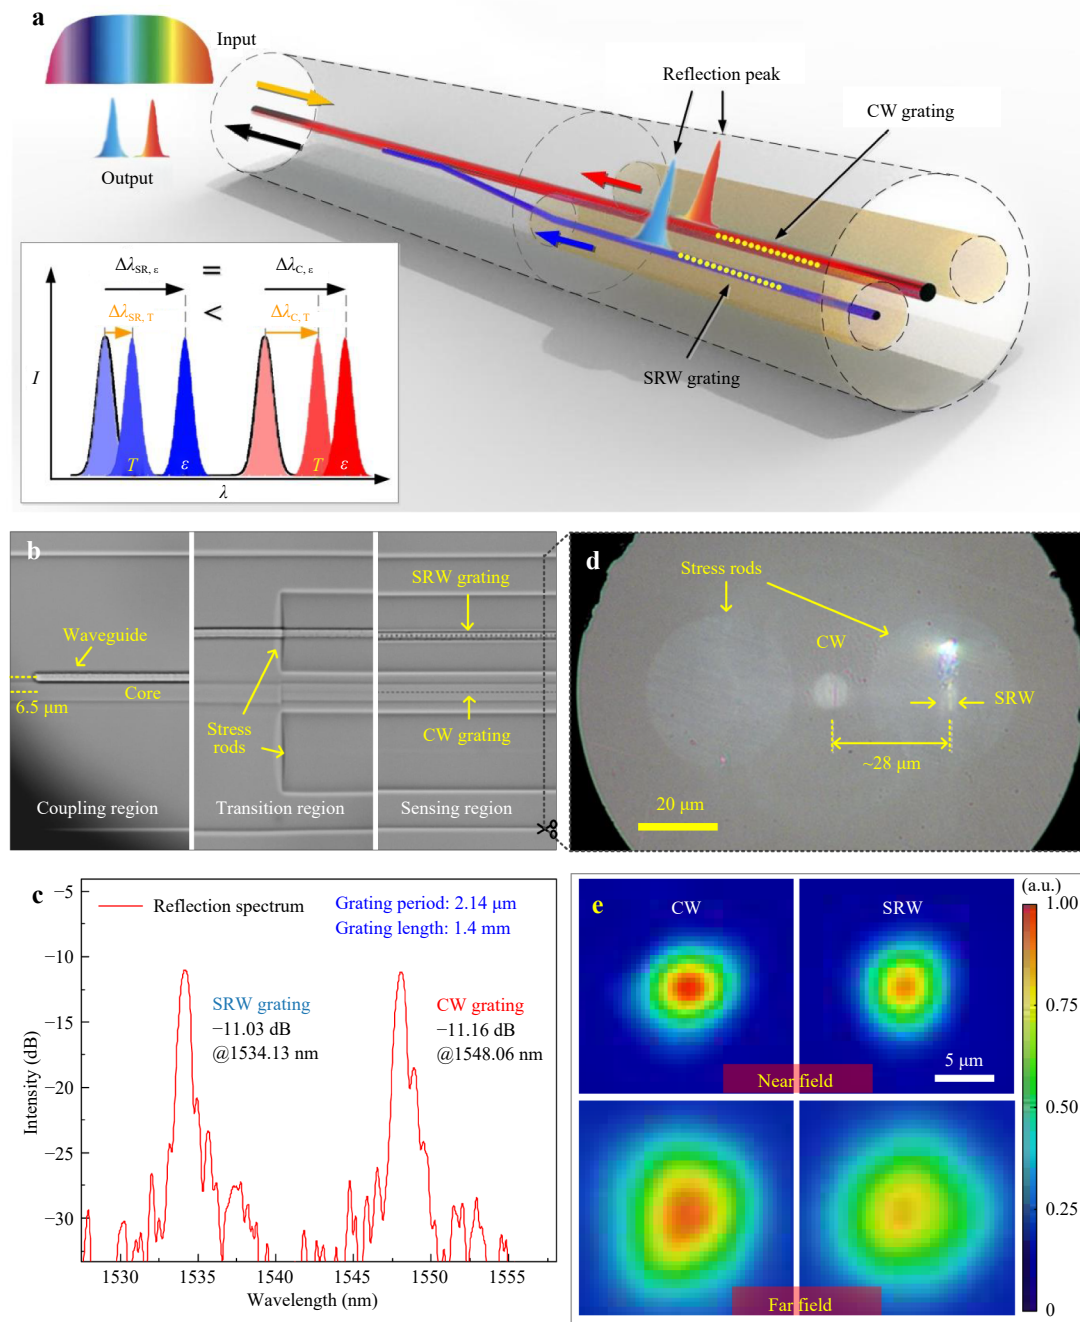 a
Input
Output
Reflection peak
CW grating
SRW grating
ΔλSR, ε
=
ΔλC, ε
ΔλSR, T
<
ΔλC, T
I
T
ε
T
ε
λ
b
SRW grating
Waveguide
Core
6.5 μm
Stress
rods
CW grating
Coupling region
Transition region
Sensing region
d
Stress rods
CW
SRW
~28 μm
20 μm
c
Reflection spectrum
Grating period: 2.14 μm
Grating length: 1.4 mm
SRW grating
−11.03 dB
@1534.13 nm
CW grating
−11.16 dB
@1548.06 nm
Intensity (dB)
−5
−10
−15
−20
−25
−30
1530
1535
1540
1545
1550
1555
Wavelength (nm)
e
CW
SRW
Near field
5 μm
Far field
(a.u.)
1.00
0.75
0.50
0.25
0